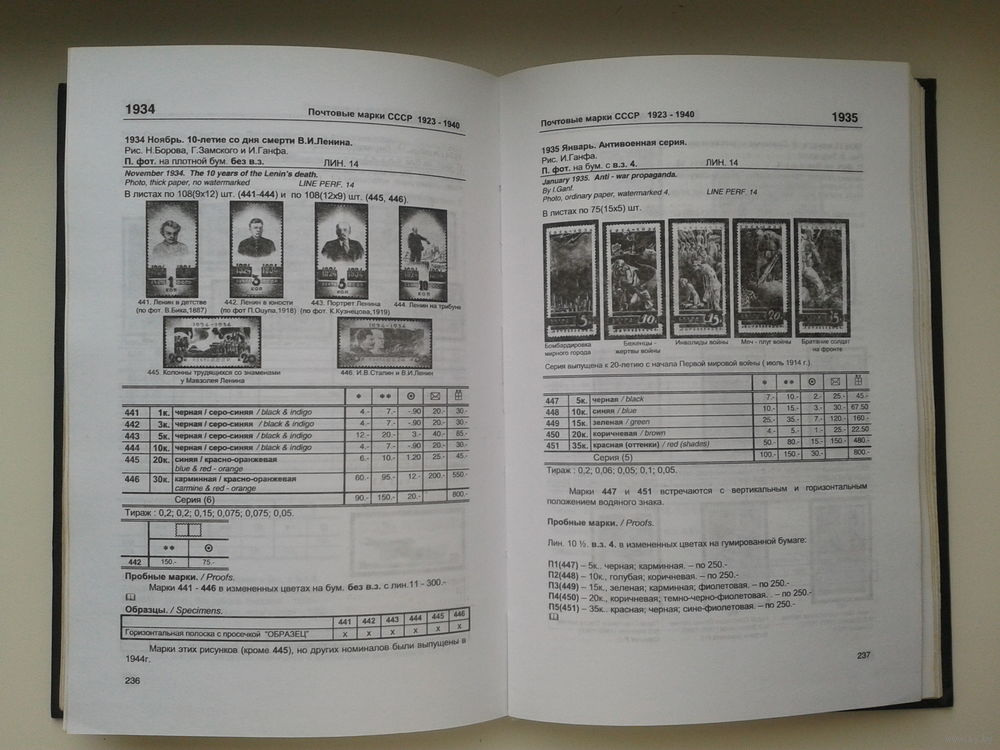 1934
Почтовые марки СССР 1923 - 1940
1934 Ноябрь. 10-летие со дня смерти В.И.Ленина.
Рис. Н.Борова, Г.Замского и И.Ганфа.
П. фот. на плотной бум. без в.з. ЛИН. 14
November 1934. The 10 years of the Lenin's death.
Photo, thick paper, no watermarked LINE PERF. 14
В листах по 108(9x12) шт. (441-444) и по 108(12x9) шт. (445, 446).
441. Ленин в детстве
(по фот. В.Бика,1887)
442. Ленин в юности
(по фот П.Оцупа,1918)
443. Портрет Ленина
(по фот. К.Кузнецова,1919)
444. Ленин на трибуне
445. Колонны трудящихся со знаменами
у Мавзолея Ленина
446. И.В.Сталин и В.И.Ленин
* ** ⊙ ✉
441 1к. черная / серо-синяя / black & indigo 4.- 7.- -.90 20.- 30.-
442 3к. черная / серо-синяя / black & indigo 4.- 7.- -.90 20.- 30.-
443 5к. черная / серо-синяя / black & indigo 12.- 20.- 3.- 40.- 85.-
444 10к. черная / серо-синяя / black & indigo 4.- 7.- -.90 20.- 30.-
445 20к. синяя / красно-оранжевая 6.- 10.- 1.20 25.- 45.-
blue & red - orange
446 30к. карминная / красно-оранжевая 60.- 95.- 12.- 200.- 550.-
carmine & red - orange
Серия (6) 90.- 150.- 20.- 800.-
Тираж : 0,2; 0,2; 0,15; 0,075; 0,075; 0,05.
** ⊙
442 150.- 75.-
Пробные марки. / Proofs.
Марки 441 - 446 в измененных цветах на бум. без в.з. с лин.11 - 300.-
Образцы. / Specimens.
441 442 443 444 445 446
Горизонтальная полоска с просечкой "ОБРАЗЕЦ" x x x x x x
Марки этих рисунков (кроме 445), но других номиналов были выпущены в
1944г.
236
Почтовые марки СССР 1923 - 1940
1935
1935 Январь. Антивоенная серия.
Рис. И.Ганфа.
П. фот. на бум. с в.з. 4. ЛИН. 14
January 1935. Anti - war propaganda.
By I.Ganf.
Photo, ordinary paper, watermarked 4. LINE PERF. 14
В листах по 75(15x5) шт.
Бомбардировка
мирного города
Беженцы -
жертвы войны
Инвалиды войны
Меч - плуг войны
Братание солдат
на фронте
Серия выпущена к 20-летию с начала Первой мировой войны ( июль 1914 г.)
* ** ⊙ ✉
447 5к. черная / black 7.- 10.- 2.- 25.- 45.-
448 10к. синяя / blue 10.- 15.- 3.- 30.- 67.50
449 15к. зеленая / green 25.- 35.- 7.- 120.- 160.-
450 20к. коричневая / brown 4.- 5.- 1.- 25.- 22.50
451 35к. красная (оттенки) / red (shades) 50.- 80.- 15.- 150.- 480.-
Серия (5) 100.- 150.- 30.- 800.-
Тираж : 0,2; 0,06; 0,05; 0,1; 0,05.
Марки 447 и 451 встречаются с вертикальным и горизонтальным
положением водяного знака.
Пробные марки. / Proofs.
Лин. 10 ½. в.з. 4. в измененных цветах на гумированной бумаге:
П1(447) – 5к.. черная; карминная. – по 250.-
П2(448) – 10к., голубая; коричневая. – по 250.-
П3(449) – 15к., зеленая; карминная; фиолетовая. – по 250.-
П4(450) – 20к., коричневая; темно-черно-фиолетовая. . – по 250.-
П5(451) – 35к. красная; черная; сине-фиолетовая. – по 250.-
237